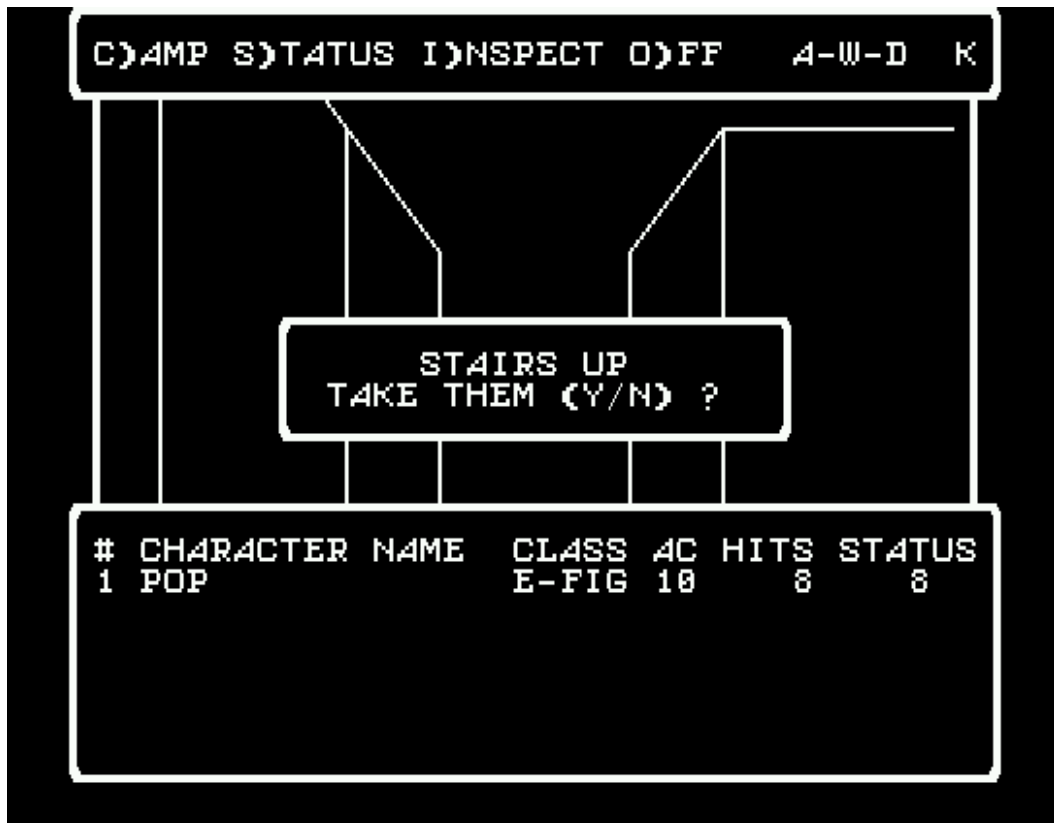 C)AMP S)TATUS I)NSPECT O)FF A-W-D K
STAIRS UP
TAKE THEM (Y/N) ?
# CHARACTER NAME CLASS AC HITS STATUS
1 POP E-FIG 10 8 8